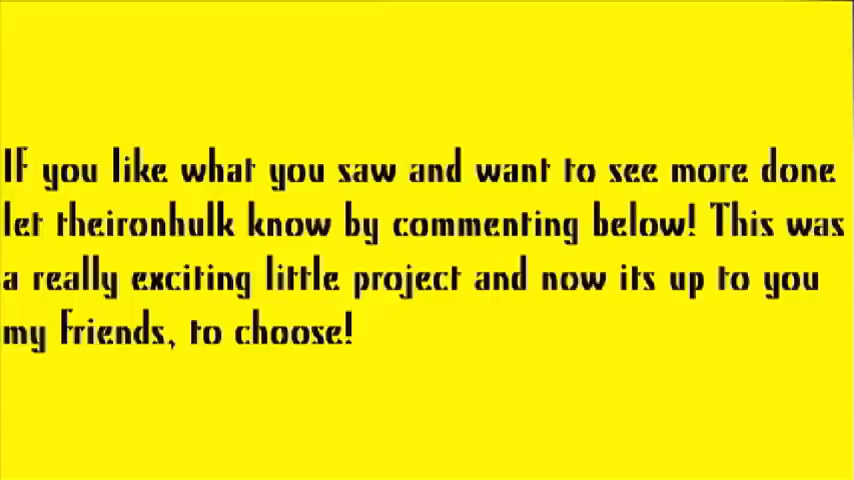 If you like what you saw and want to see more done
let theironhulk know by commenting below! This was
a really exciting little project and now its up to you
my friends, to choose!